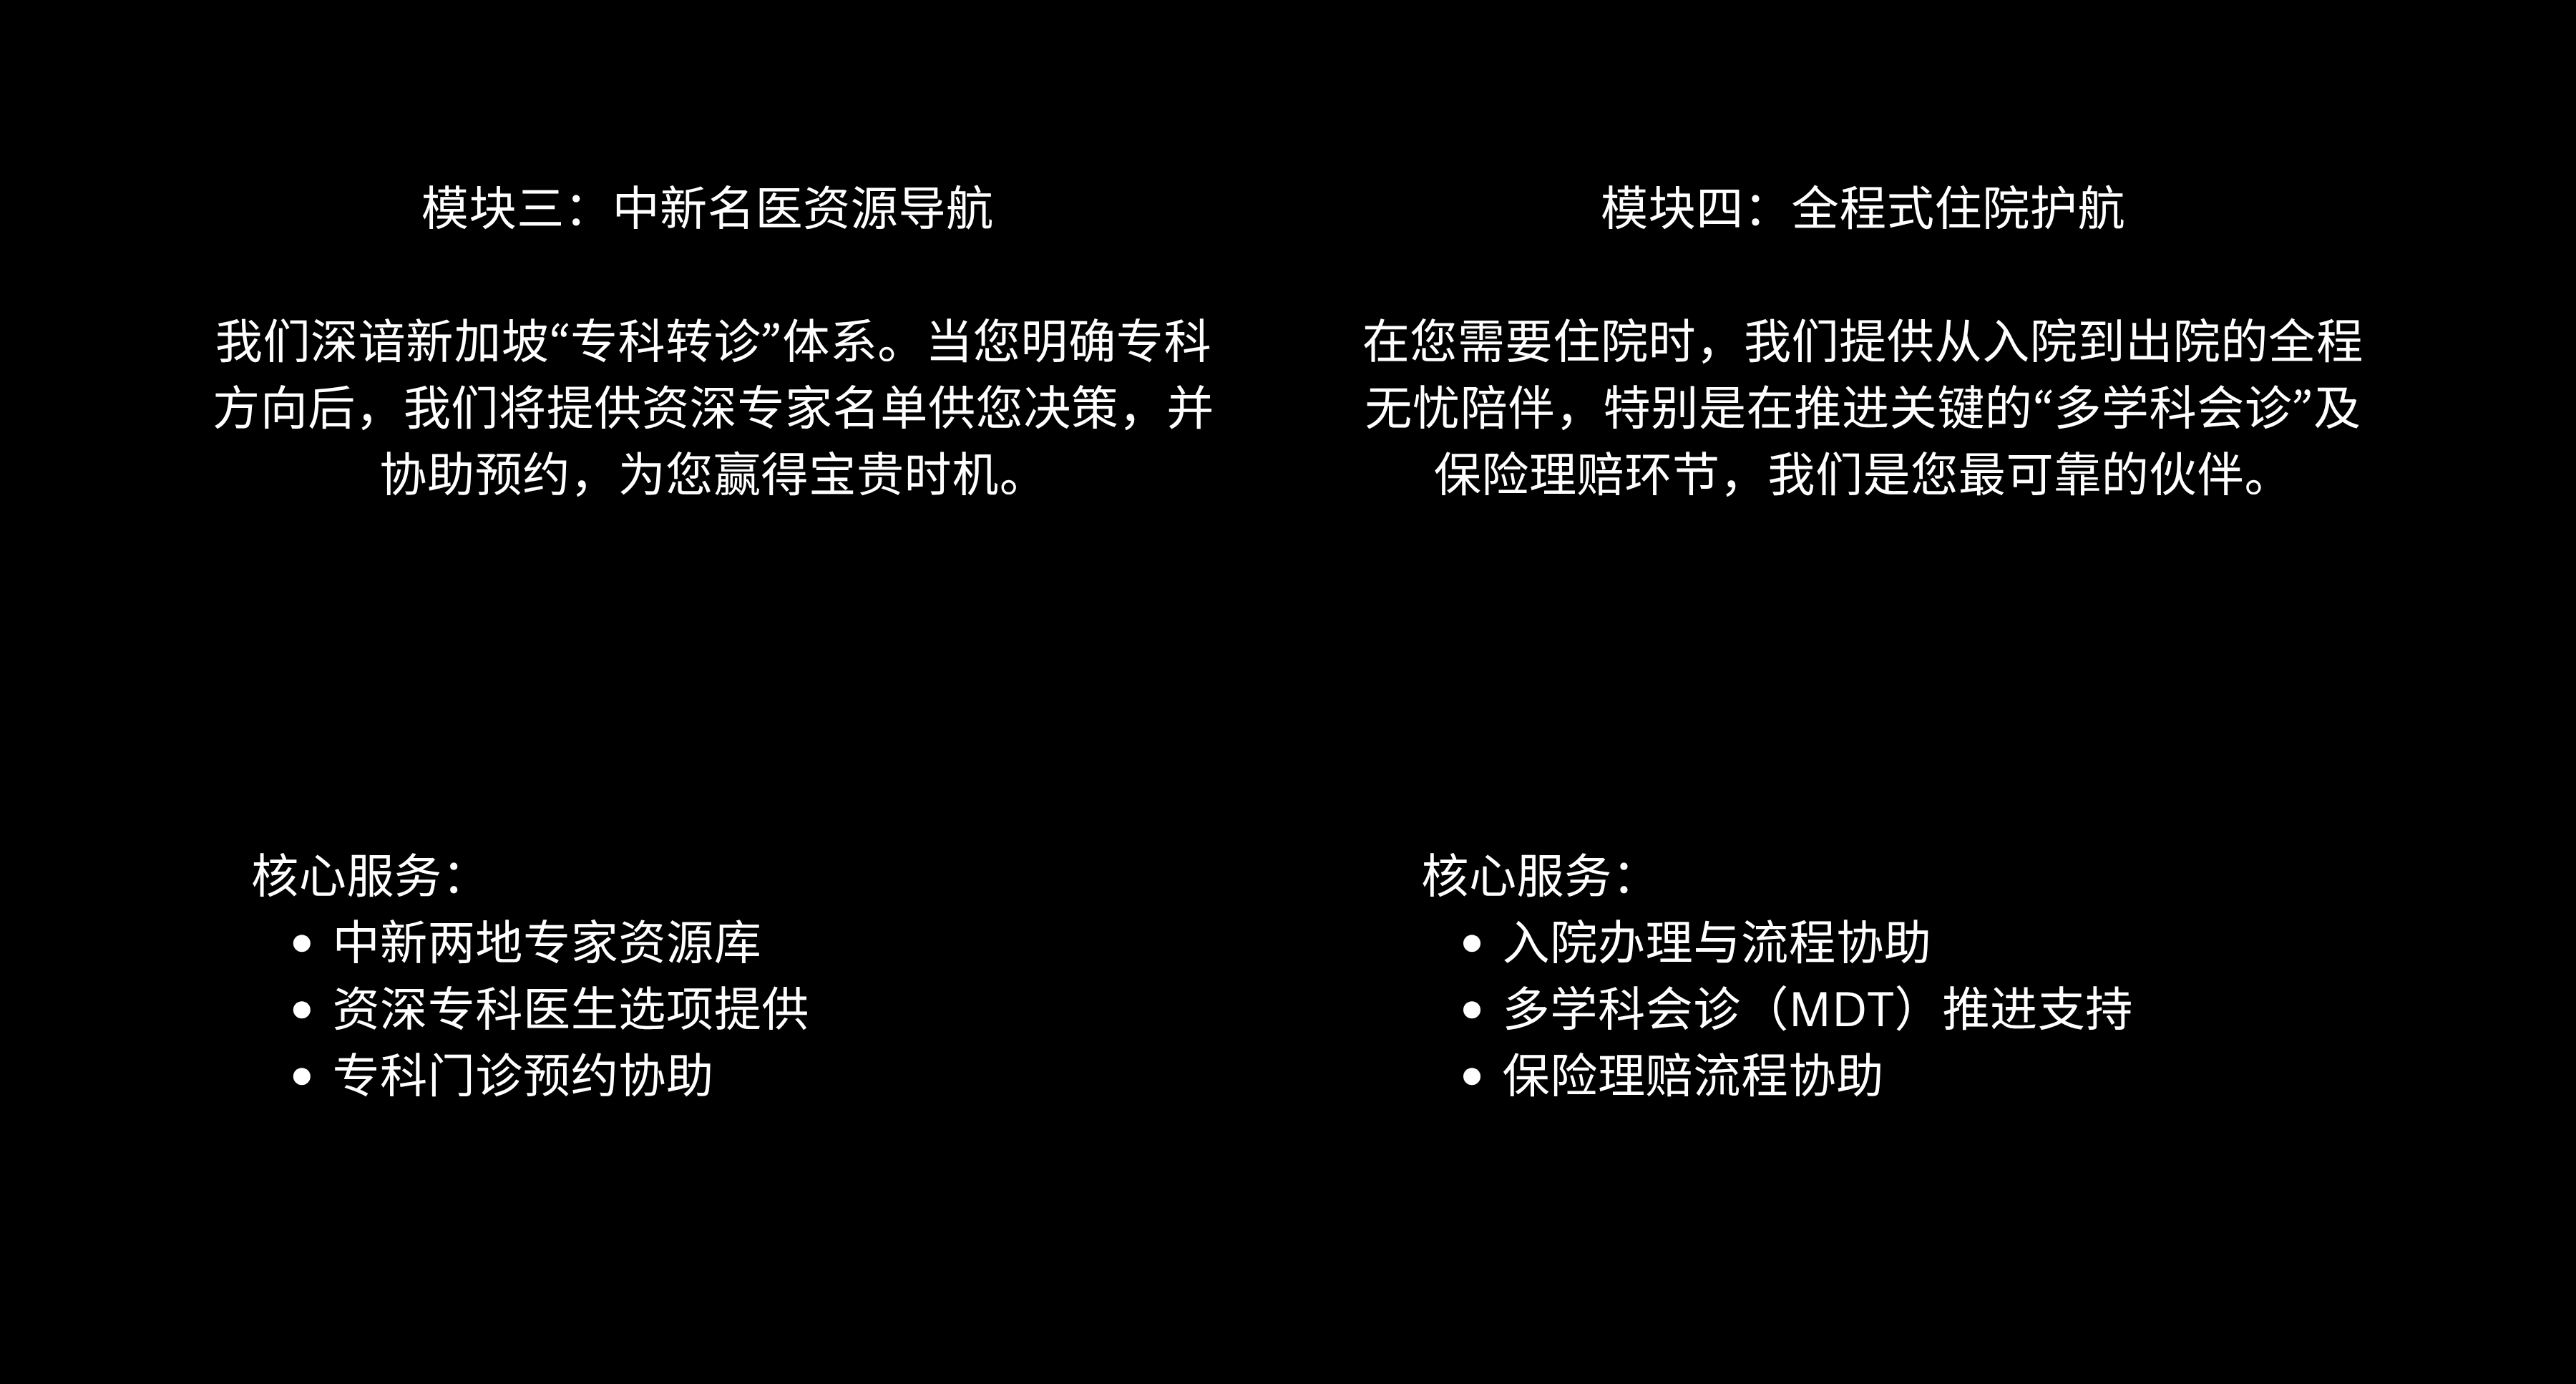 模块三：中新名医资源导航
我们深谙新加坡“专科转诊”体系。当您明确专科
方向后，我们将提供资深专家名单供您决策，并
协助预约，为您赢得宝贵时机。
核心服务：
• 中新两地专家资源库
• 资深专科医生选项提供
• 专科门诊预约协助
模块四：全程式住院护航
在您需要住院时，我们提供从入院到出院的全程
无忧陪伴，特别是在推进关键的“多学科会诊”及
保险理赔环节，我们是您最可靠的伙伴。
核心服务：
• 入院办理与流程协助
• 多学科会诊（MDT）推进支持
• 保险理赔流程协助